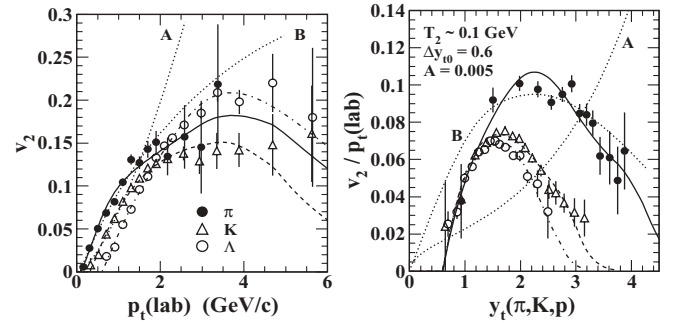 v2
0.3
0.25
0.2
0.15
0.1
0.05
0
A
B
π
K
Λ
0 2 4 6
pt(lab) (GeV/c)
v2 / pt(lab)
0.12
0.1
0.08
0.06
0.04
0.02
0
T2 ~ 0.1 GeV
Δyt0 = 0.6
A = 0.005
A
B
0 1 2 3 4
yt(π,K,p)